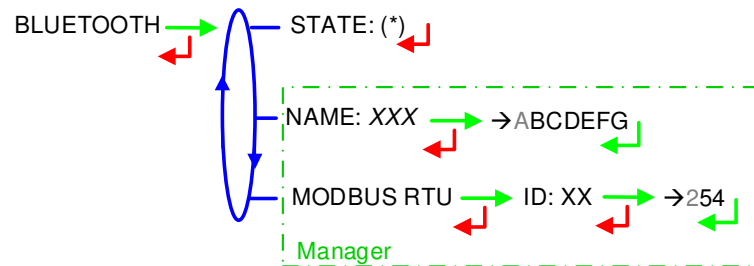 BLUETOOTH STATE: (*)
NAME: XXX →ABCDEFG
MODBUS RTU ID: XX →254
Manager